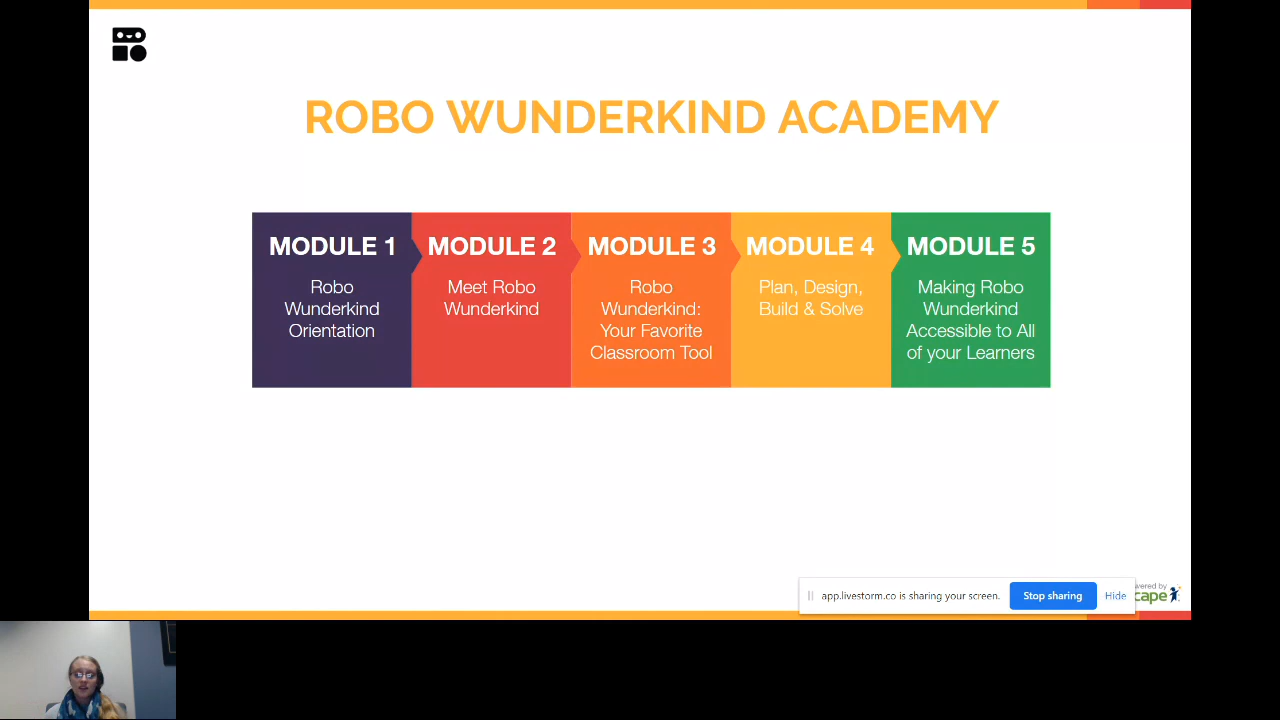 ROBO WUNDERKIND ACADEMY
MODULE 1
Robo
Wunderkind
Orientation
MODULE 2
Meet Robo
Wunderkind
MODULE 3
Robo
Wunderkind:
Your Favorite
Classroom Tool
MODULE 4
Plan, Design,
Build & Solve
MODULE 5
Making Robo
Wunderkind
Accessible to All
of your Learners
app.livestorm.co is sharing your screen.
Stop sharing
Hide
wered by
cape